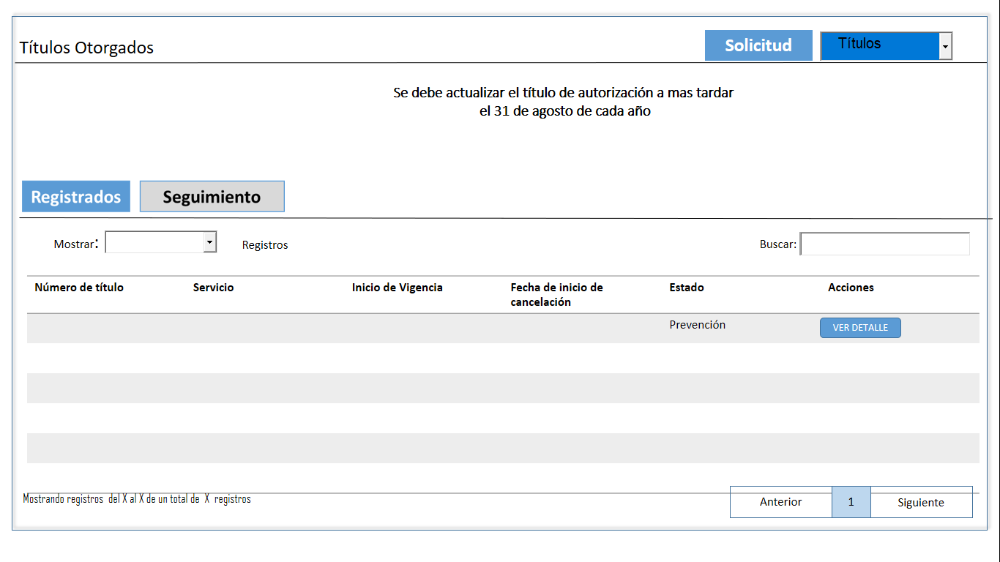 Títulos Otorgados
Solicitud
Títulos
Se debe actualizar el título de autorización a mas tardar
el 31 de agosto de cada año
Registrados
Seguimiento
Mostrar:
Registros
Buscar:
Número de título
Servicio
Inicio de Vigencia
Fecha de inicio de
cancelación
Estado
Acciones
Prevención
VER DETALLE
Mostrando registros del X al X de un total de X registros
Anterior
1
Siguiente